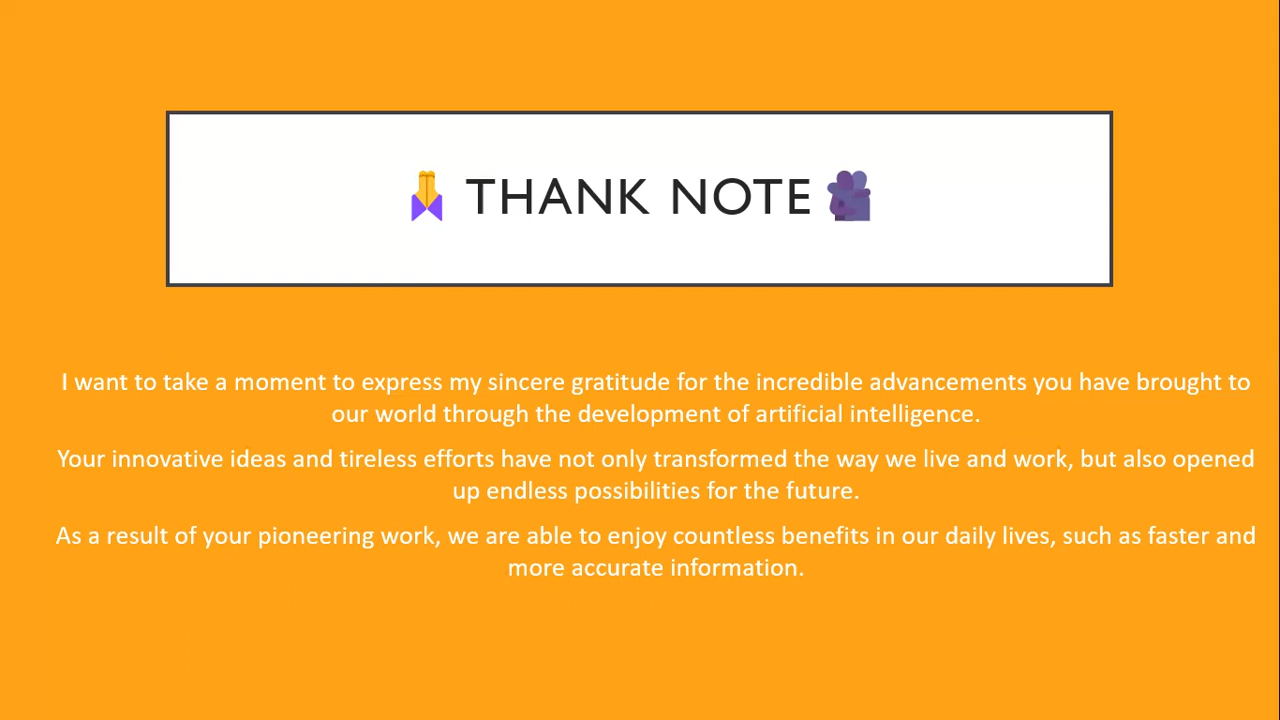 THANK NOTE
I want to take a moment to express my sincere gratitude for the incredible advancements you have brought to
our world through the development of artificial intelligence.
Your innovative ideas and tireless efforts have not only transformed the way we live and work, but also opened
up endless possibilities for the future.
As a result of your pioneering work, we are able to enjoy countless benefits in our daily lives, such as faster and
more accurate information.